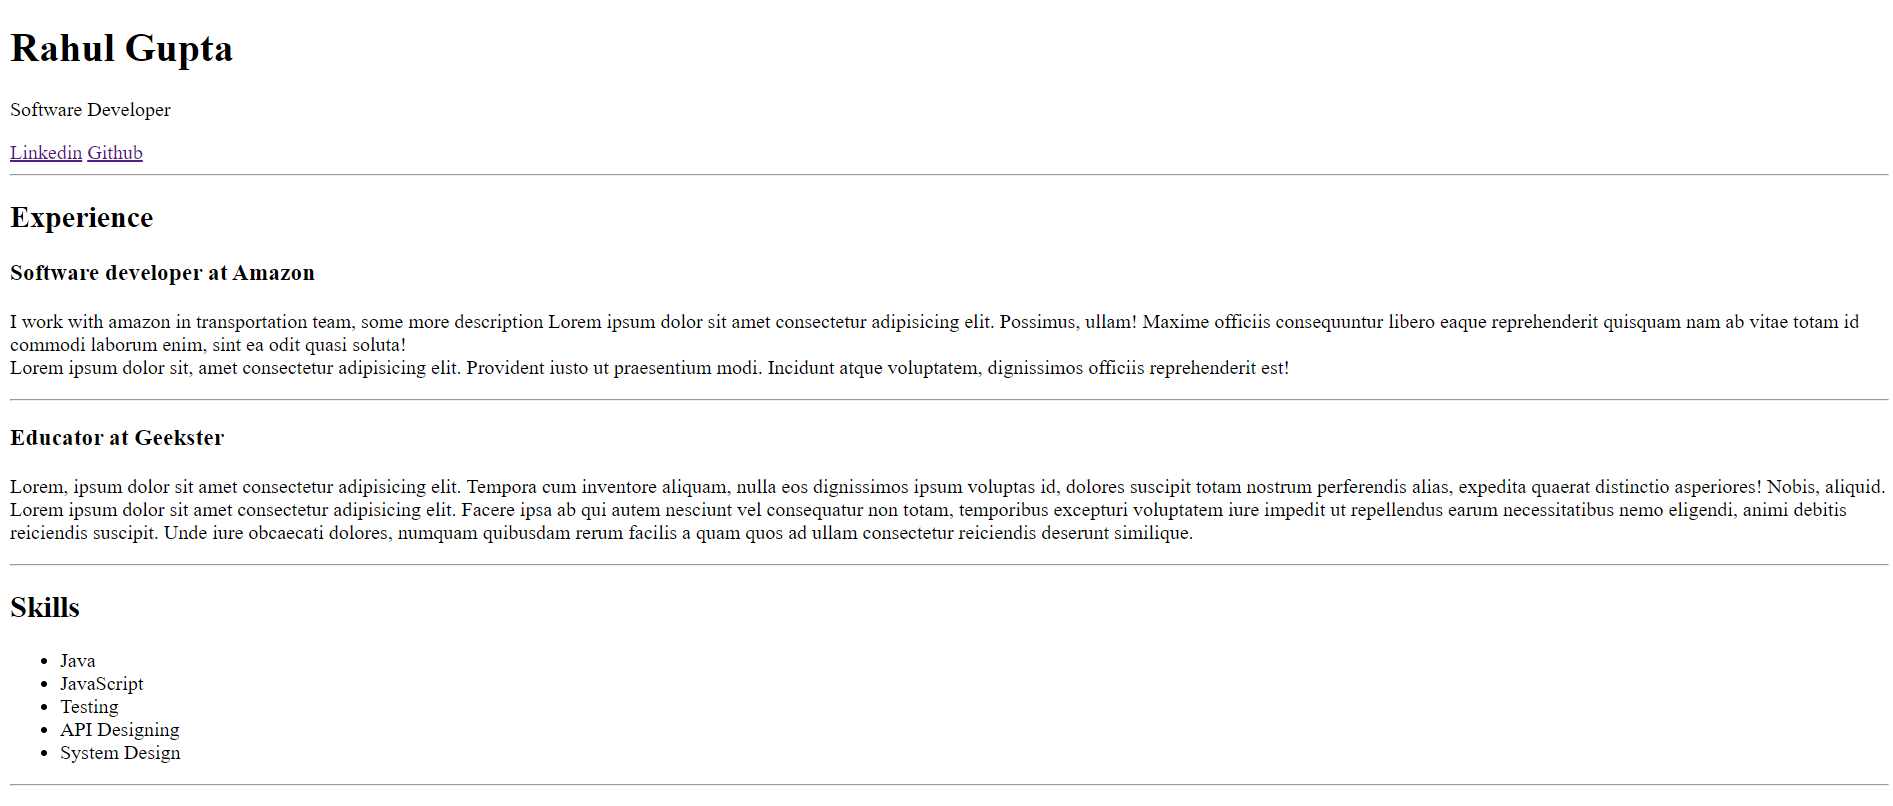 Rahul Gupta
Software Developer
Linkedin Github
Experience
Software developer at Amazon
I work with amazon in transportation team, some more description Lorem ipsum dolor sit amet consectetur adipisicing elit. Possimus, ullam! Maxime officiis consequuntur libero eaque reprehenderit quisquam nam ab vitae totam id
commodi laborum enim, sint ea odit quasi soluta!
Lorem ipsum dolor sit, amet consectetur adipisicing elit. Provident iusto ut praesentium modi. Incidunt atque voluptatem, dignissimos officiis reprehenderit est!
Educator at Geekster
Lorem, ipsum dolor sit amet consectetur adipisicing elit. Tempora cum inventore aliquam, nulla eos dignissimos ipsum voluptas id, dolores suscipit totam nostrum perferendis alias, expedita quaerat distinctio asperiores! Nobis, aliquid.
Lorem ipsum dolor sit amet consectetur adipisicing elit. Facere ipsa ab qui autem nesciunt vel consequatur non totam, temporibus excepturi voluptatem iure impedit ut repellendus earum necessitatibus nemo eligendi, animi debitis
reiciendis suscipit. Unde iure obcaecati dolores, numquam quibusdam rerum facilis a quam quos ad ullam consectetur reiciendis deserunt similique.
Skills
• Java
• JavaScript
• Testing
• API Designing
• System Design